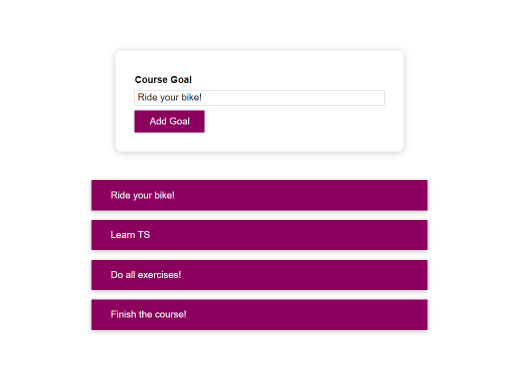 Course Goal
Ride your bike!
Add Goal
Ride your bike!
Learn TS
Do all exercises!
Finish the course!